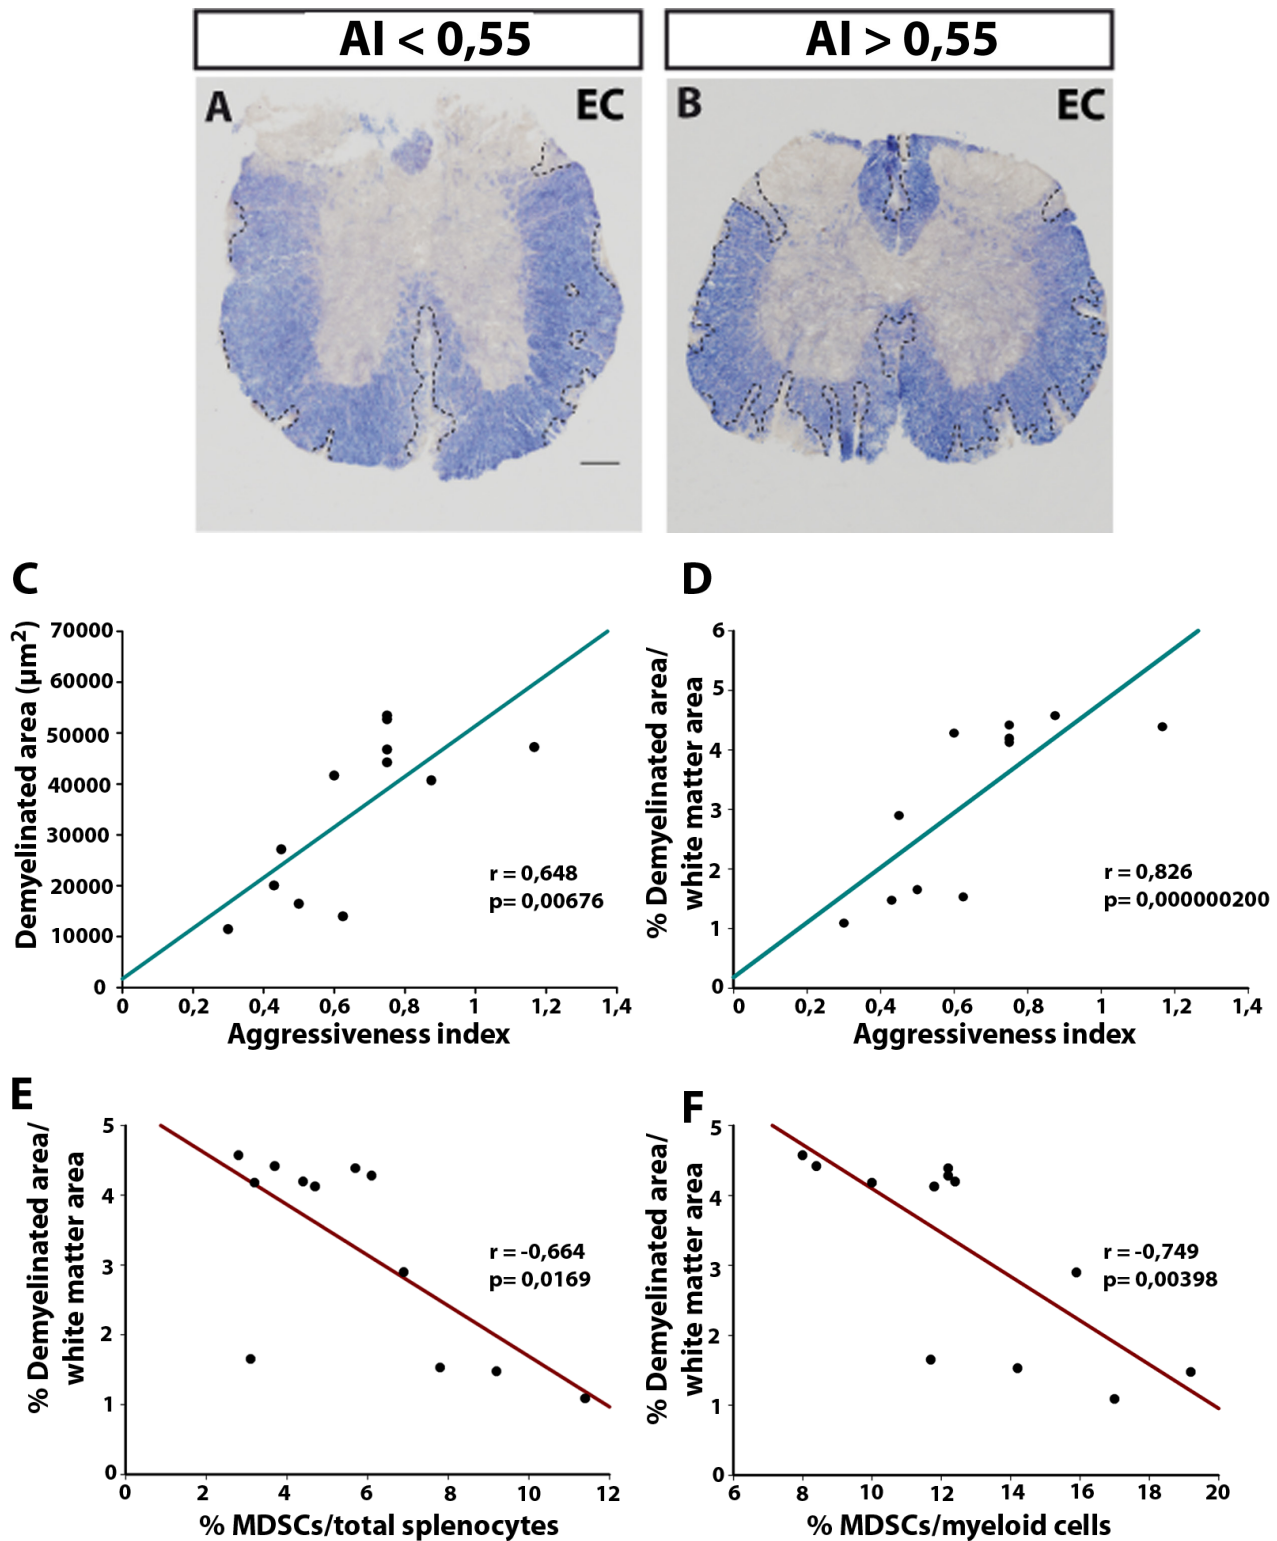 AI < 0,55
AI > 0,55
A
EC
B
EC
C
Demyelinated area (µm²)
70000
60000
50000
40000
30000
20000
10000
0
0 0,2 0,4 0,6 0,8 1 1,2 1,4
Aggressiveness index
r = 0,648
p= 0,00676
D
% Demyelinated area/
white matter area
6
5
4
3
2
1
0
0 0,2 0,4 0,6 0,8 1 1,2 1,4
Aggressiveness index
r = 0,826
p= 0,000000200
E
% Demyelinated area/
white matter area
5
4
3
2
1
0
0 2 4 6 8 10 12
% MDSCs/total splenocytes
r = -0,664
p= 0,0169
F
% Demyelinated area/
white matter area
5
4
3
2
1
0
6 8 10 12 14 16 18 20
% MDSCs/myeloid cells
r = -0,749
p= 0,00398